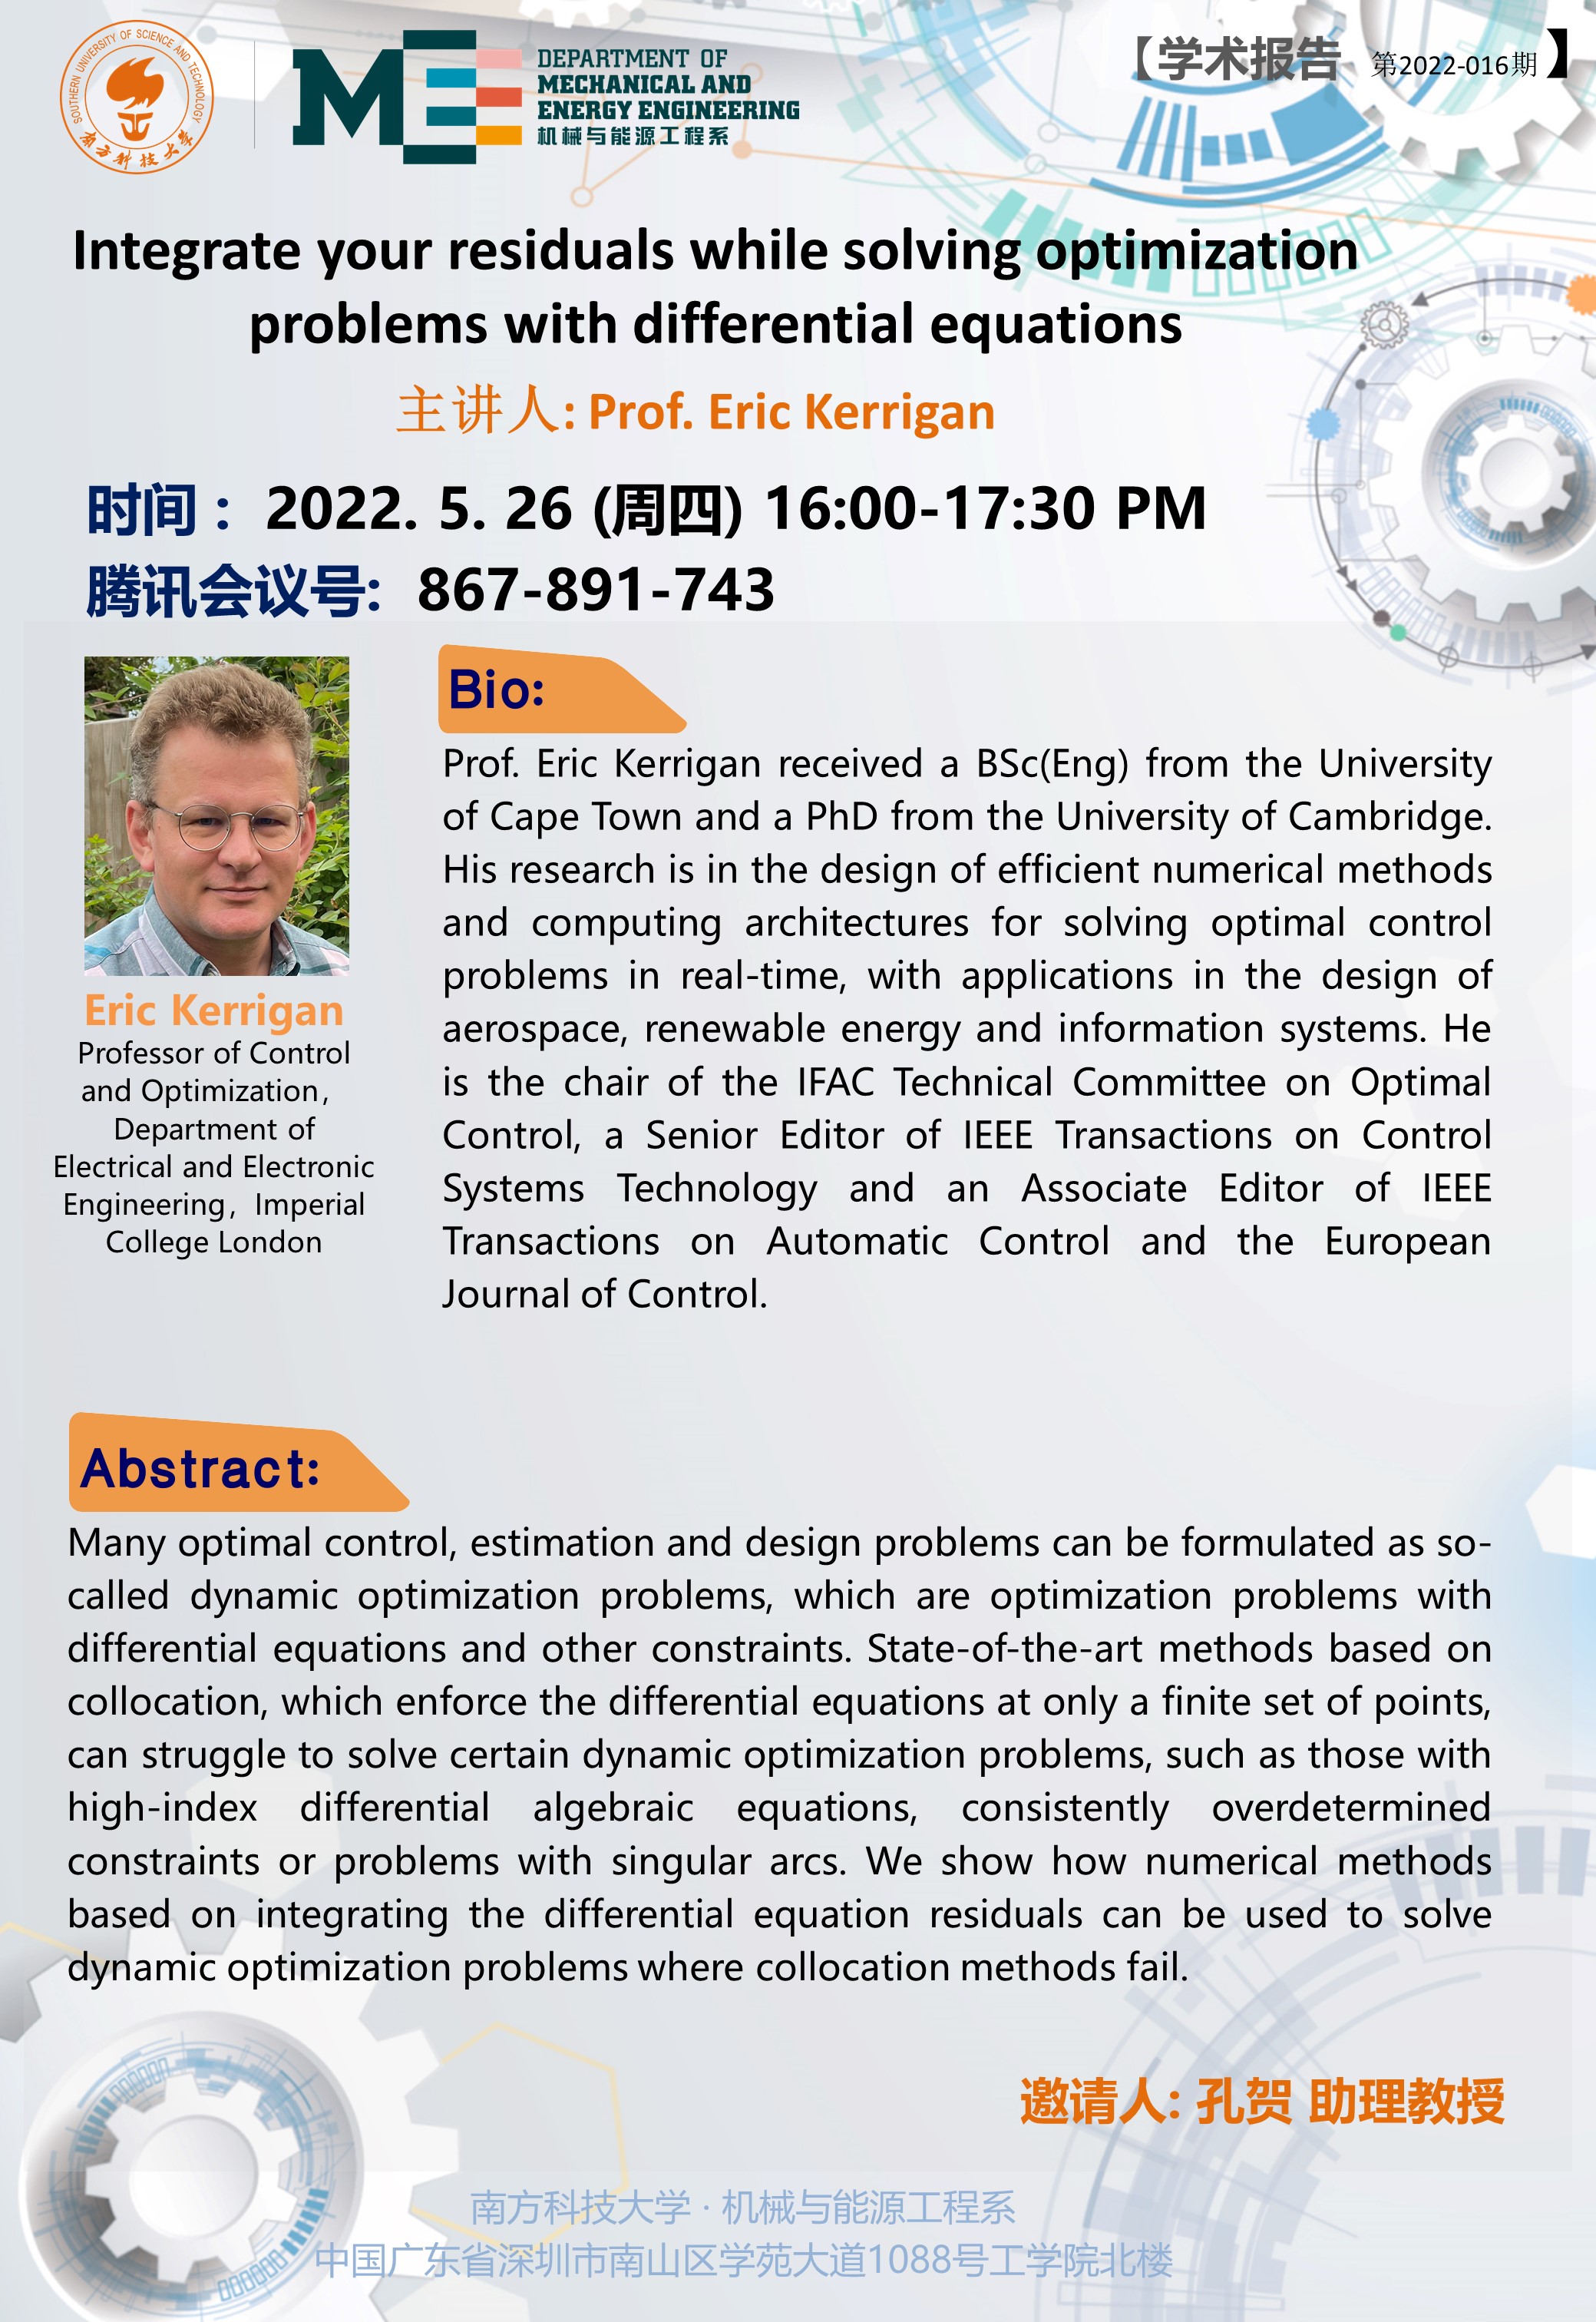 SOUTHERN UNIVERSITY OF SCIENCE AND TECHNOLOGY
南方科技大学
ME
DEPARTMENT OF
MECHANICAL AND
ENERGY ENGINEERING
机械与能源工程系
【学术报告 第2022-016期】
Integrate your residuals while solving optimization
problems with differential equations
主讲人: Prof. Eric Kerrigan
时间： 2022. 5. 26 (周四) 16:00-17:30 PM
腾讯会议号: 867-891-743
Eric Kerrigan
Professor of Control
and Optimization，
Department of
Electrical and Electronic
Engineering，Imperial
College London
Bio:
Prof. Eric Kerrigan received a BSc(Eng) from the University
of Cape Town and a PhD from the University of Cambridge.
His research is in the design of efficient numerical methods
and computing architectures for solving optimal control
problems in real-time, with applications in the design of
aerospace, renewable energy and information systems. He
is the chair of the IFAC Technical Committee on Optimal
Control, a Senior Editor of IEEE Transactions on Control
Systems Technology and an Associate Editor of IEEE
Transactions on Automatic Control and the European
Journal of Control.
Abstract:
Many optimal control, estimation and design problems can be formulated as so-
called dynamic optimization problems, which are optimization problems with
differential equations and other constraints. State-of-the-art methods based on
collocation, which enforce the differential equations at only a finite set of points,
can struggle to solve certain dynamic optimization problems, such as those with
high-index differential algebraic equations, consistently overdetermined
constraints or problems with singular arcs. We show how numerical methods
based on integrating the differential equation residuals can be used to solve
dynamic optimization problems where collocation methods fail.
邀请人: 孔贺 助理教授
南方科技大学 · 机械与能源工程系
中国广东省深圳市南山区学苑大道1088号工学院北楼